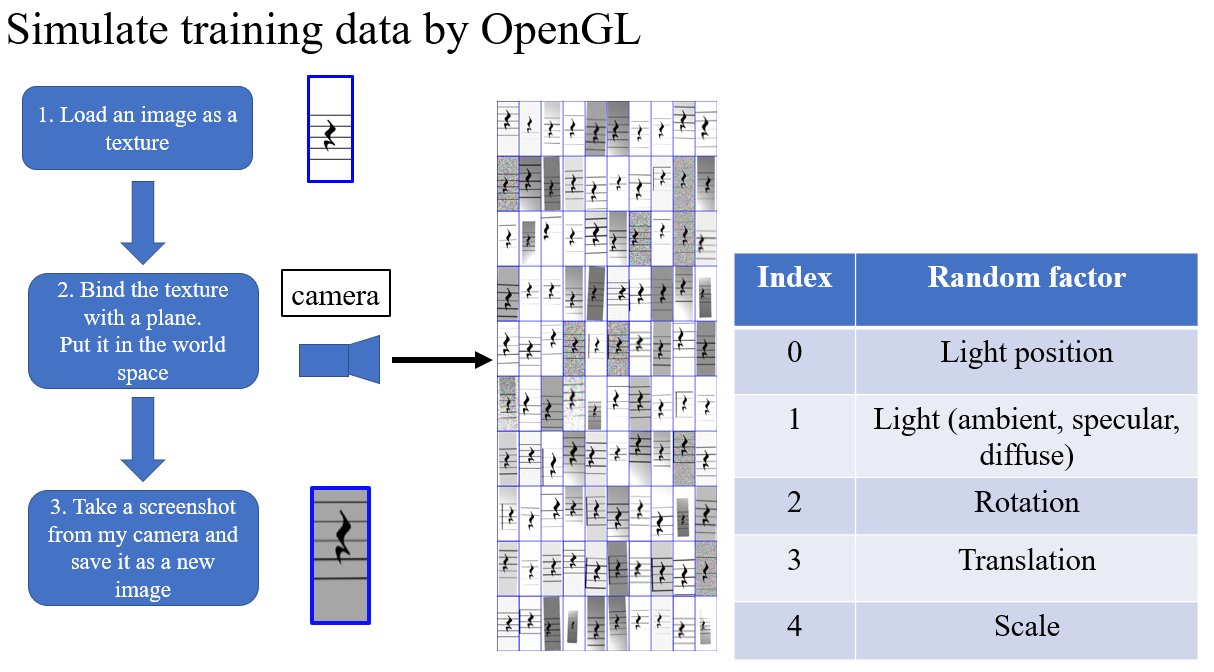 Simulate training data by OpenGL
1. Load an image as a
texture
2. Bind the texture
with a plane.
Put it in the world
space
camera
3. Take a screenshot
from my camera and
save it as a new
image
Index Random factor
0 Light position
1 Light (ambient, specular,
diffuse)
2 Rotation
3 Translation
4 Scale